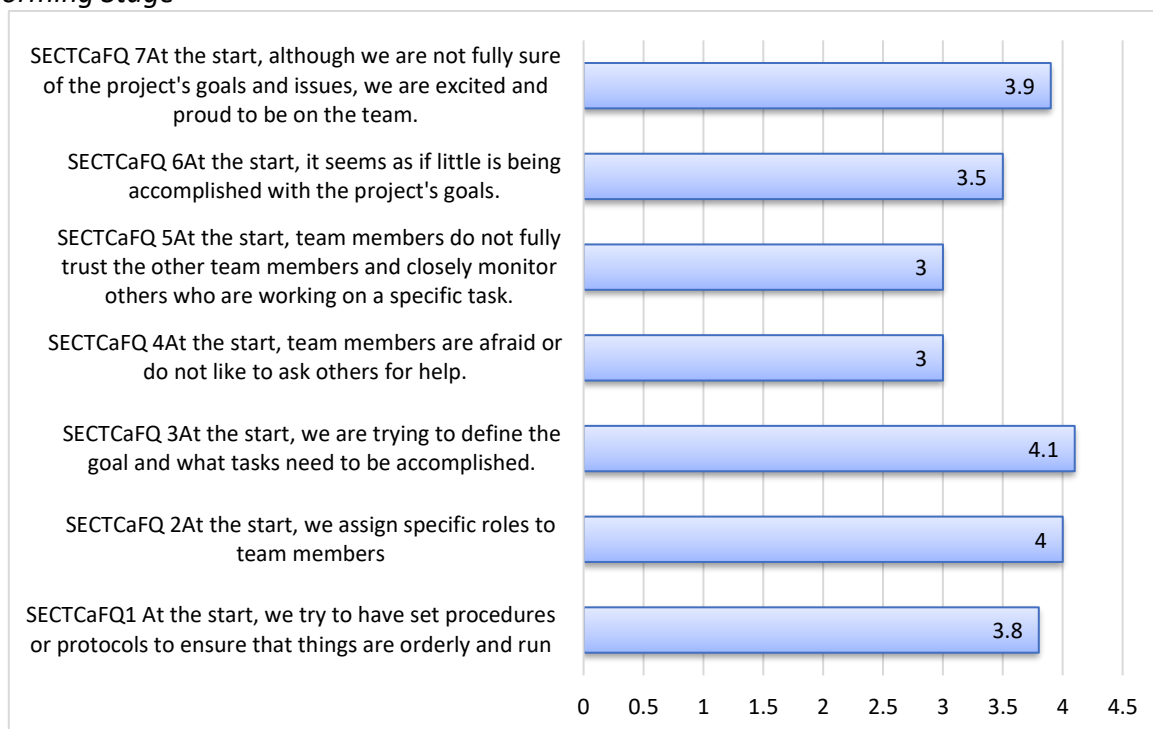 orming Stage
SECTCaFQ 7At the start, although we are not fully sure
of the project's goals and issues, we are excited and
proud to be on the team.
3.9
SECTCaFQ 6At the start, it seems as if little is being
accomplished with the project's goals.
3.5
SECTCaFQ 5At the start, team members do not fully
trust the other team members and closely monitor
others who are working on a specific task.
3
SECTCaFQ 4At the start, team members are afraid or
do not like to ask others for help.
3
SECTCaFQ 3At the start, we are trying to define the
goal and what tasks need to be accomplished.
4.1
SECTCaFQ 2At the start, we assign specific roles to
team members
4
SECTCaFQ1 At the start, we try to have set procedures
or protocols to ensure that things are orderly and run
3.8
0 0.5 1 1.5 2 2.5 3 3.5 4 4.5